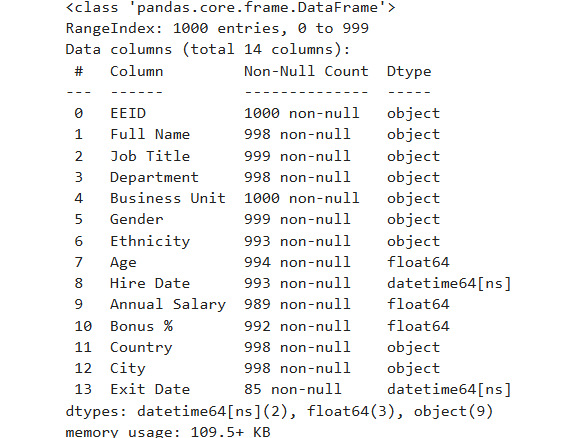 <class 'pandas.core.frame.DataFrame'>
RangeIndex: 1000 entries, 0 to 999
Data columns (total 14 columns):
 #   Column         Non-Null Count  Dtype
---  ------         --------------  -----
 0   EEID           1000 non-null   object
 1   Full Name      998 non-null    object
 2   Job Title      999 non-null    object
 3   Department     998 non-null    object
 4   Business Unit  1000 non-null   object
 5   Gender         999 non-null    object
 6   Ethnicity      993 non-null    object
 7   Age            994 non-null    float64
 8   Hire Date      993 non-null    datetime64[ns]
 9   Annual Salary  989 non-null    float64
 10  Bonus %        992 non-null    float64
 11  Country        998 non-null    object
 12  City           998 non-null    object
 13  Exit Date      85 non-null     datetime64[ns]
dtypes: datetime64[ns](2), float64(3), object(9)
memory usage: 109.5+ KB